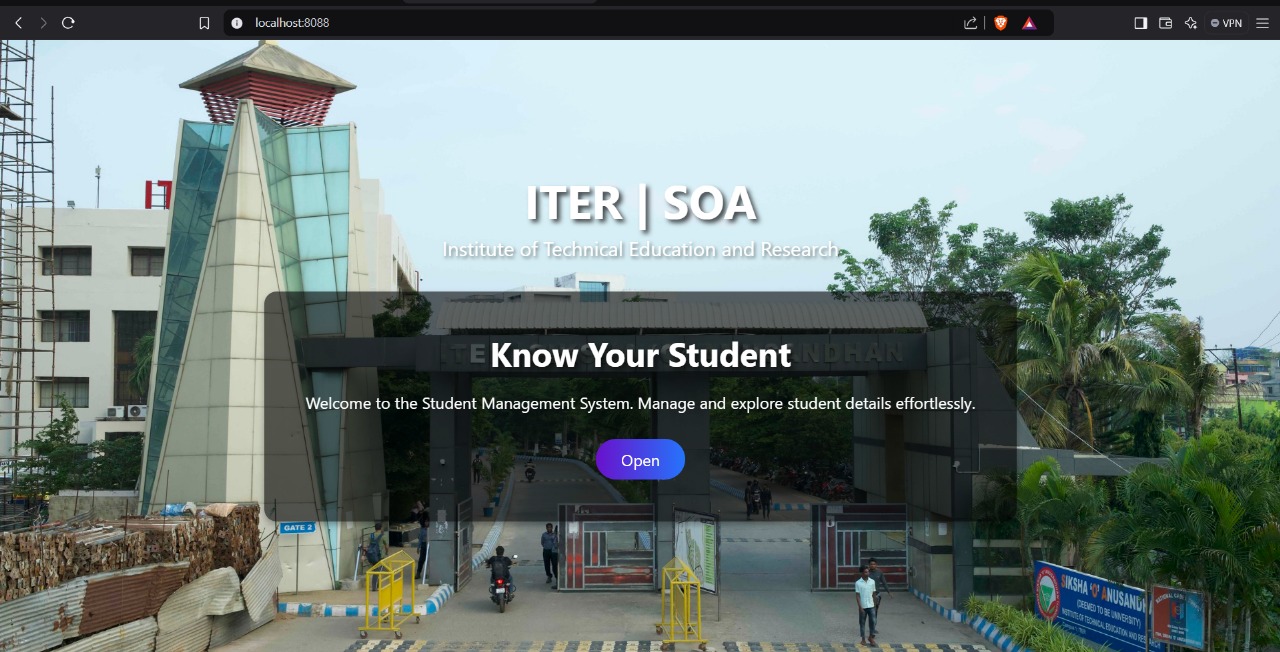 localhost:8088
VPN
ITER | SOA
Institute of Technical Education and Research
Know Your Student
Welcome to the Student Management System. Manage and explore student details effortlessly.
Open
GATE 2
SIKSHA 'O' ANUSANDH
(DEEMED TO BE UNIVERSITY)
INSTITUTE OF TECHNICAL EDUCATION AND